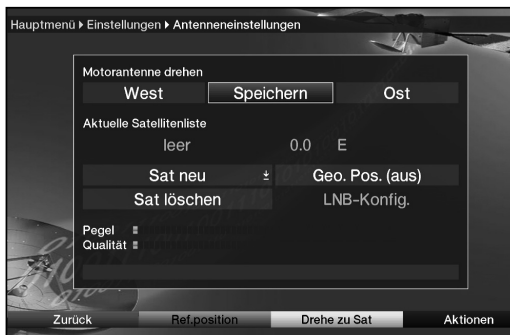 Hauptmenü ▸ Einstellungen ▸ Antenneneinstellungen
Motorantenne drehen
West Speichern Ost
Aktuelle Satellitenliste
leer 0.0 E
Sat neu Geo. Pos. (aus)
Sat löschen LNB-Konfig.
Pegel
Qualität
Zurück Ref.position Drehe zu Sat Aktionen